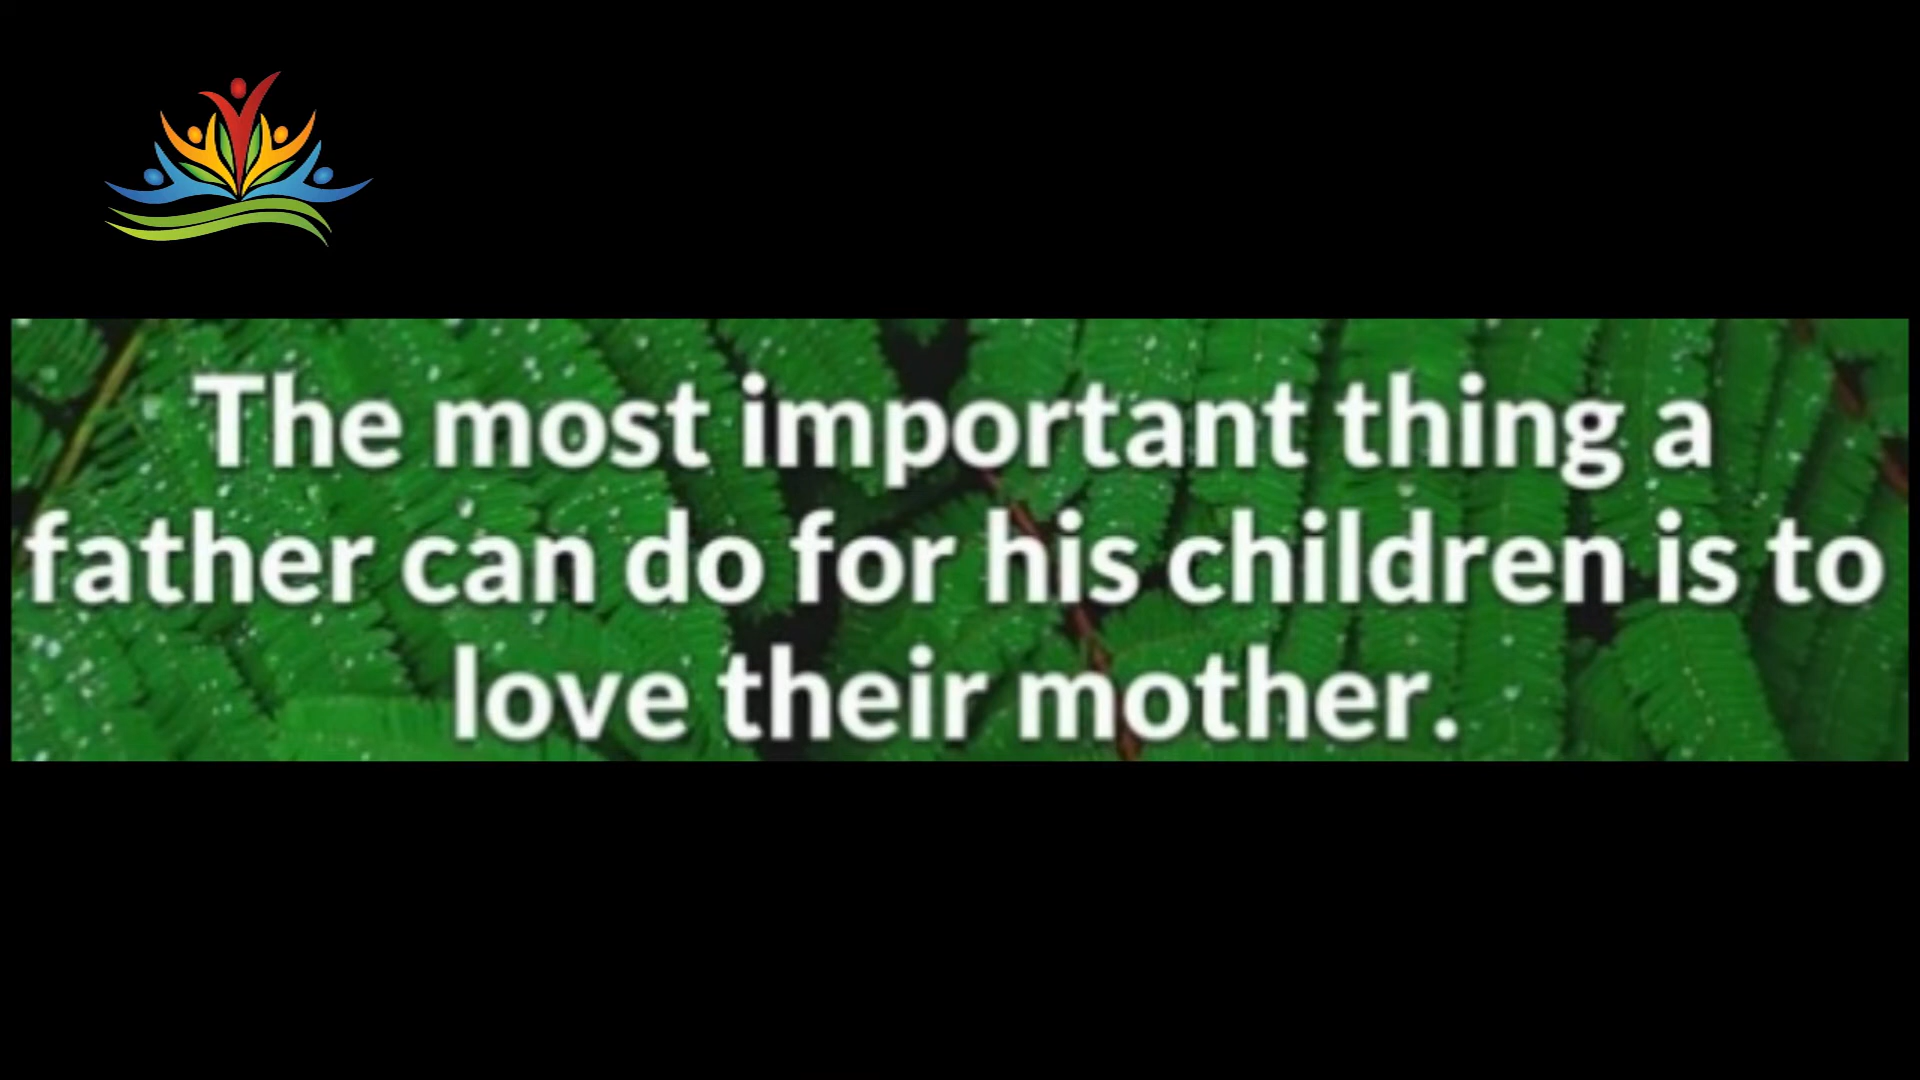 The most important thing a
father can do for his children is to
love their mother.